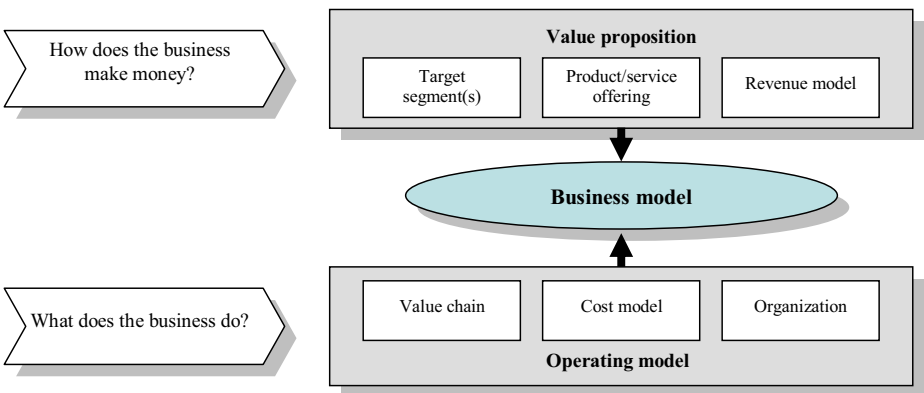 How does the business
make money?
Value proposition
Target
segment(s)
Product/service
offering
Revenue model
Business model
What does the business do?
Value chain
Cost model
Organization
Operating model